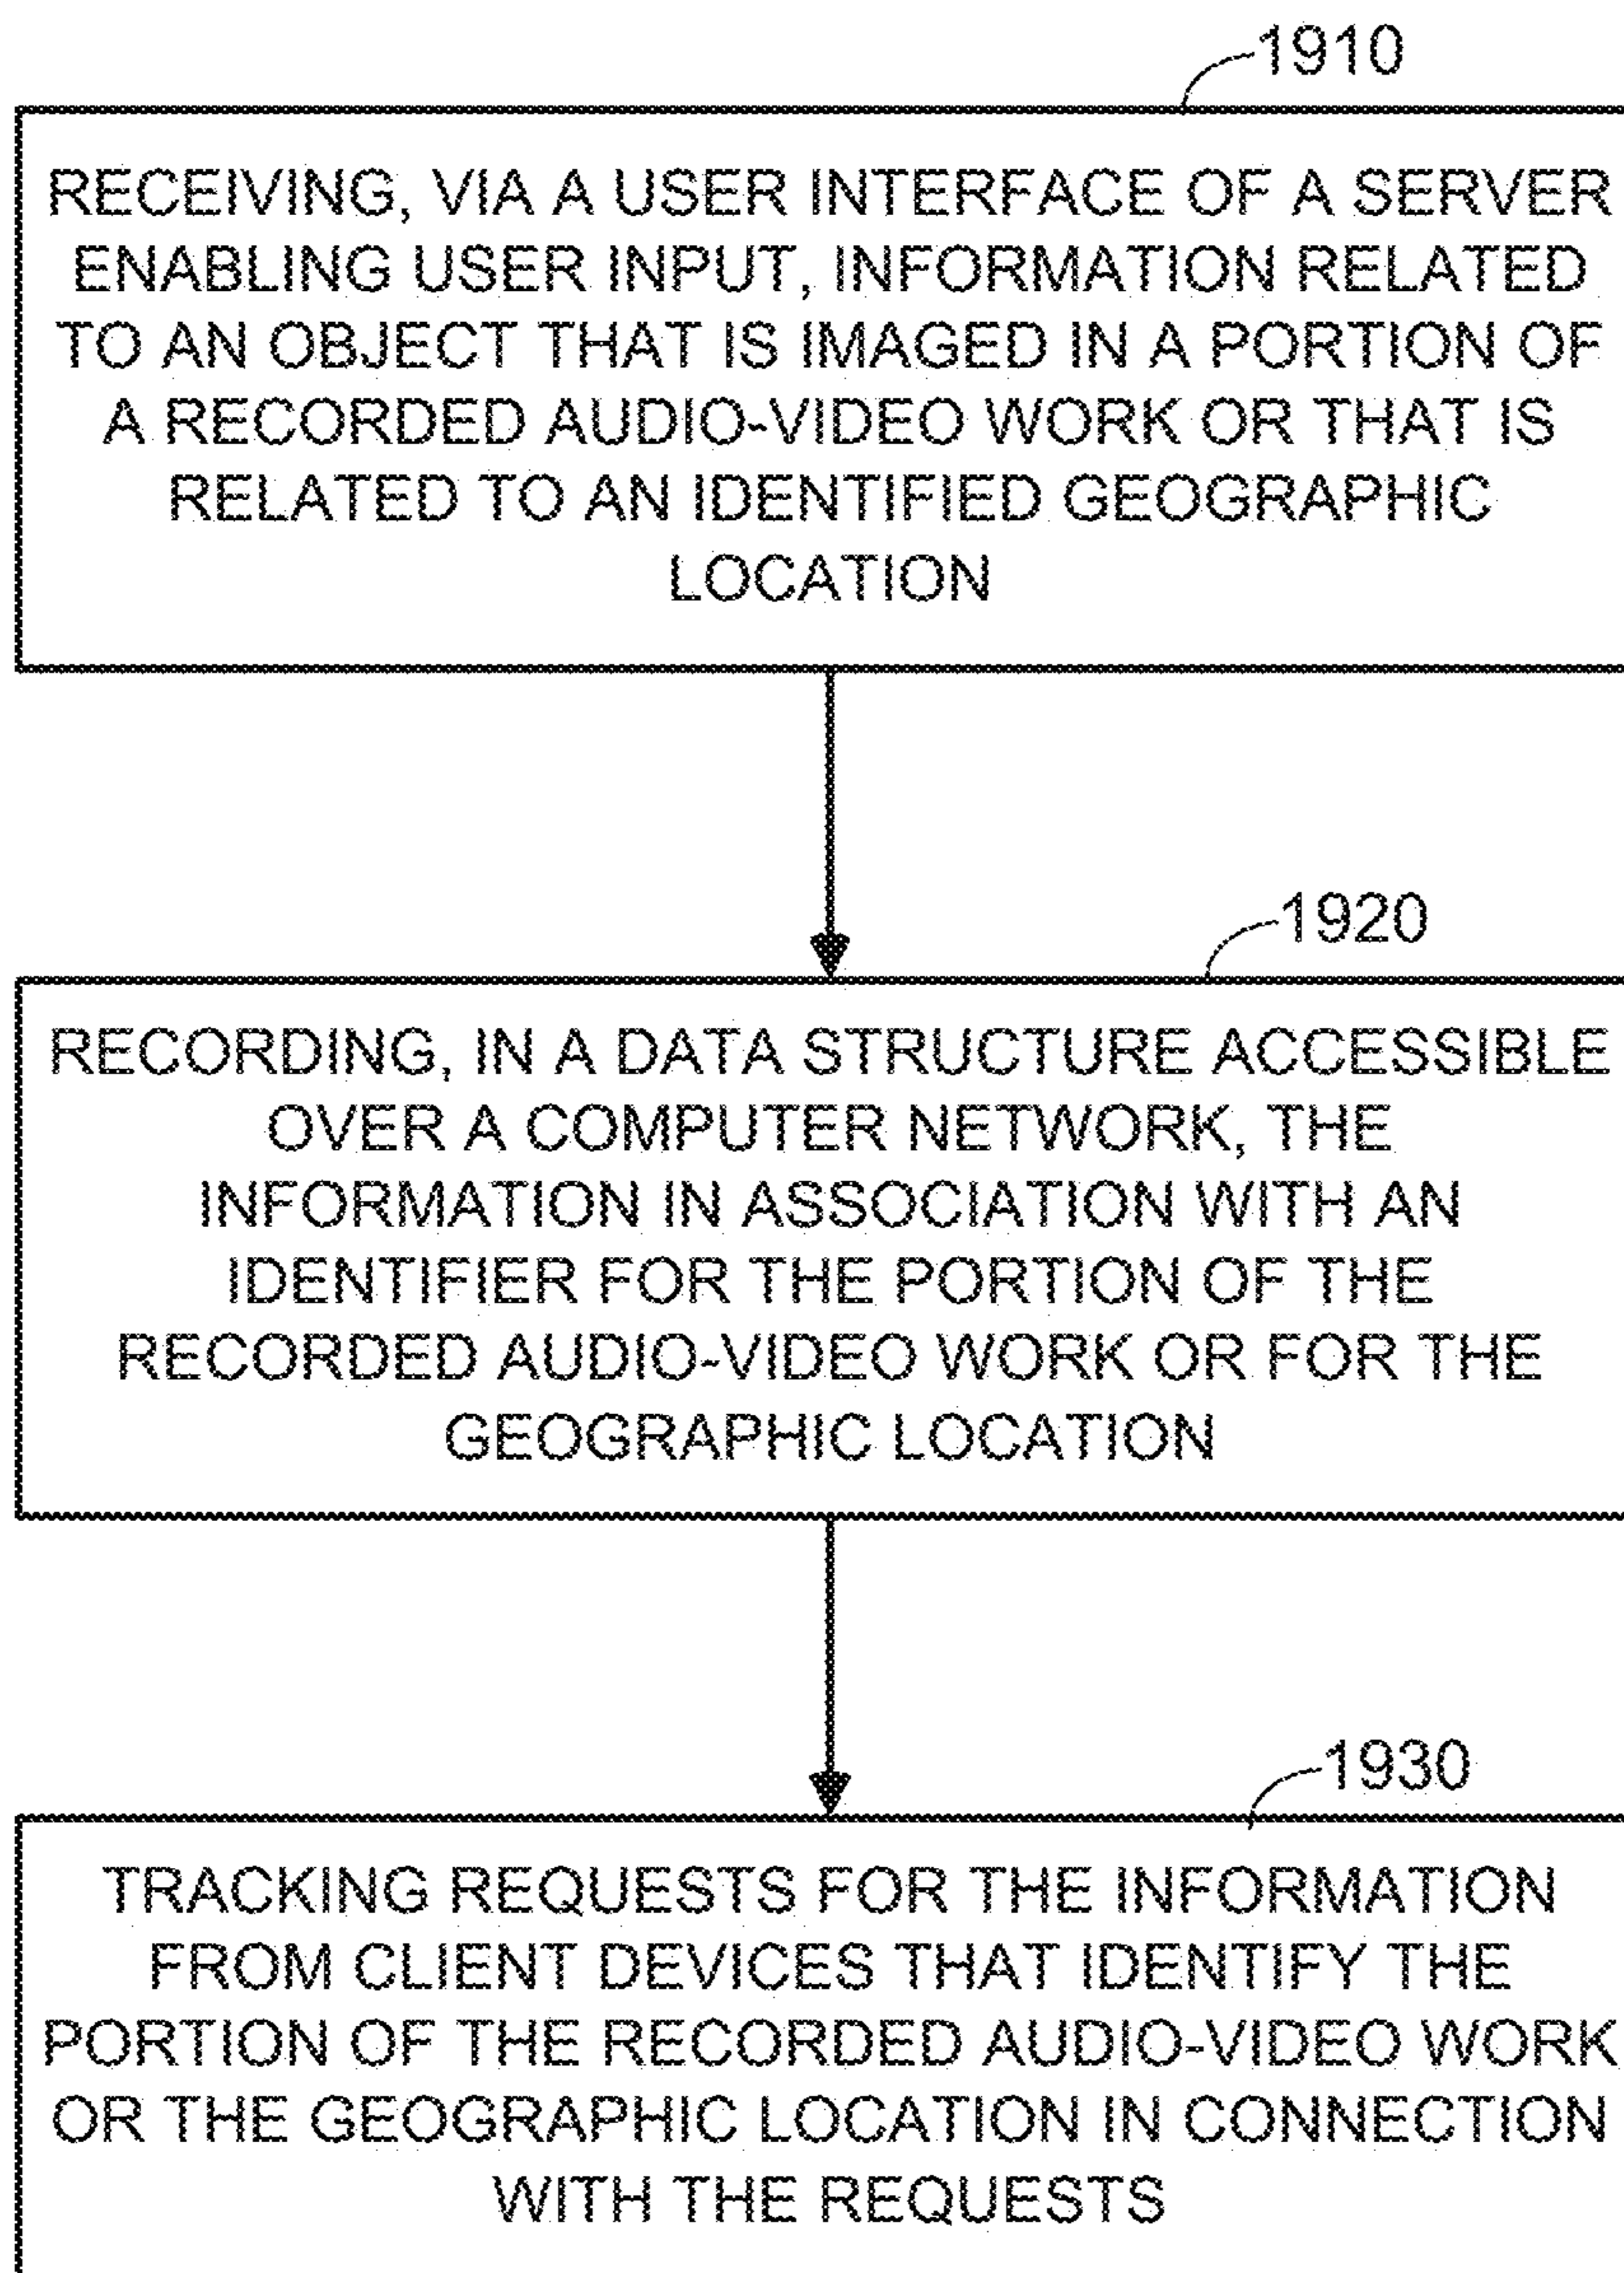 1910
RECEIVING, VIA A USER INTERFACE OF A SERVER
ENABLING USER INPUT, INFORMATION RELATED
TO AN OBJECT THAT IS IMAGED IN A PORTION OF
A RECORDED AUDIO-VIDEO WORK OR THAT IS
RELATED TO AN IDENTIFIED GEOGRAPHIC
LOCATION
1920
RECORDING, IN A DATA STRUCTURE ACCESSIBLE
OVER A COMPUTER NETWORK, THE
INFORMATION IN ASSOCIATION WITH AN
IDENTIFIER FOR THE PORTION OF THE
RECORDED AUDIO-VIDEO WORK OR FOR THE
GEOGRAPHIC LOCATION
1930
TRACKING REQUESTS FOR THE INFORMATION
FROM CLIENT DEVICES THAT IDENTIFY THE
PORTION OF THE RECORDED AUDIO-VIDEO WORK
OR THE GEOGRAPHIC LOCATION IN CONNECTION
WITH THE REQUESTS